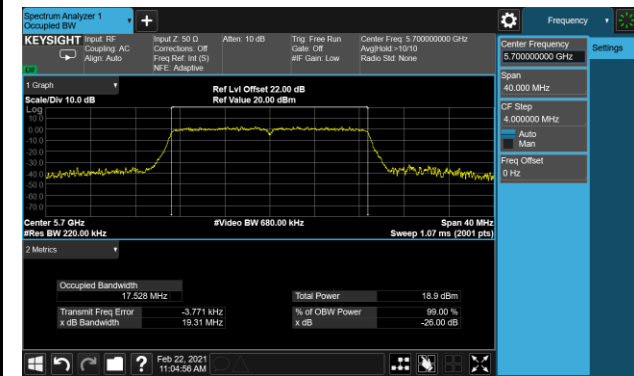 Spectrum Analyzer 1
Occupied BW
+
Frequency
KEYSIGHT
Input: RF
Coupling: AC
Align: Auto
Input Z: 50 Ω
Corrections: Off
Freq Ref: Int (S)
NFE: Adaptive
Atten: 10 dB
Trig: Free Run
Gate: Off
#IF Gain: Low
Center Freq: 5.700000000 GHz
Avg|Hold:>10/10
Radio Std: None
Center Frequency
5.700000000 GHz
Settings
Span
40.000 MHz
CF Step
4.000000 MHz
Auto
Man
Freq Offset
0 Hz
1 Graph
Scale/Div 10.0 dB
Ref Lvl Offset 22.00 dB
Ref Value 20.00 dBm
Log
10.0
0.00
-10.0
-20.0
-30.0
-40.0
-50.0
-60.0
-70.0
Center 5.7 GHz
#Video BW 680.00 kHz
Span 40 MHz
#Res BW 220.00 kHz
Sweep 1.07 ms (2001 pts)
2 Metrics
Occupied Bandwidth
17.528 MHz
Total Power 18.9 dBm
Transmit Freq Error -3.771 kHz
% of OBW Power 99.00 %
x dB Bandwidth 19.31 MHz
x dB -26.00 dB
?
Feb 22, 2021
11:04:56 AM